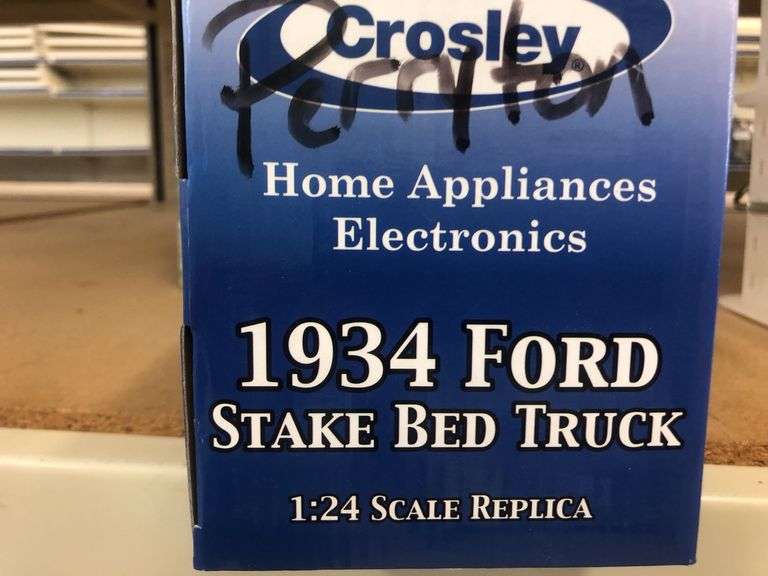 Crosley®
Perryton
Home Appliances
Electronics
1934 Ford
Stake Bed Truck
1:24 Scale Replica